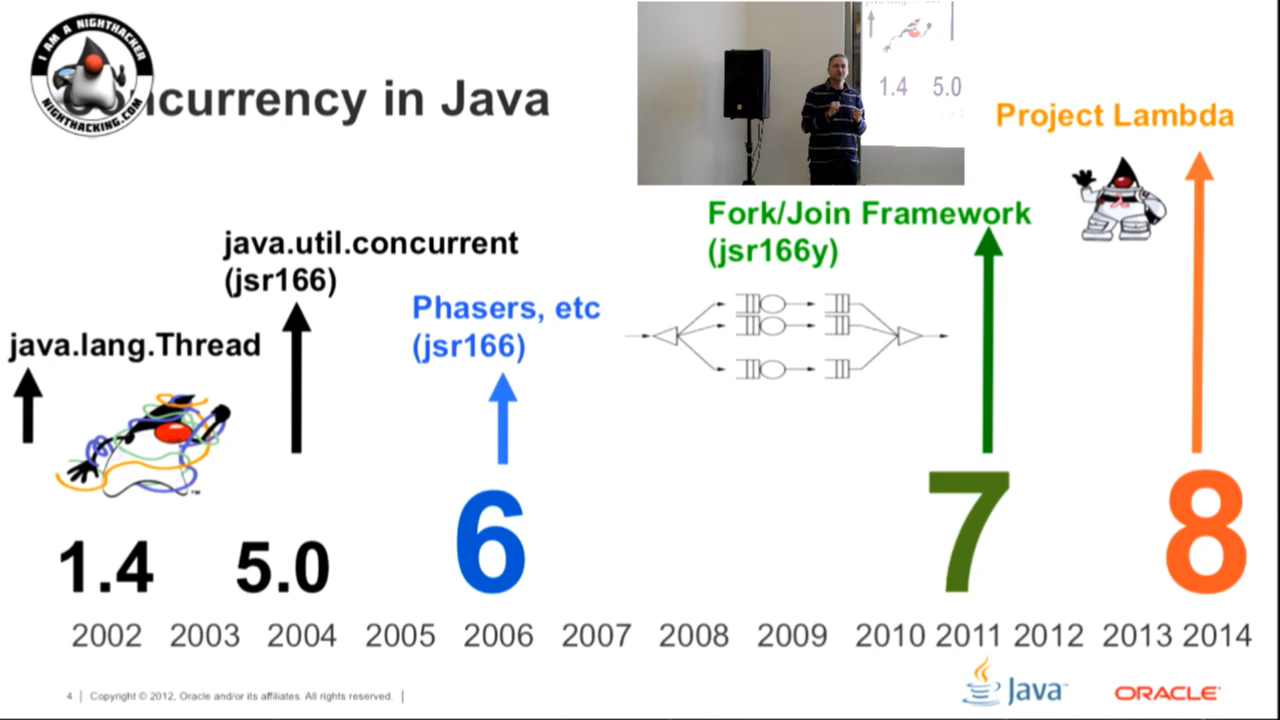 I AM A NIGHTHACKER
NIGHTHACKING.COM
ncurrency in Java
1.4 5.0
Project Lambda
Fork/Join Framework
(jsr166y)
java.util.concurrent
(jsr166)
Phasers, etc
(jsr166)
java.lang.Thread
TM
1.4 5.0 6 7 8
2002 2003 2004 2005 2006 2007 2008 2009 2010 2011 2012 2013 2014
4 | Copyright © 2012, Oracle and/or its affiliates. All rights reserved. |
Java™
ORACLE®